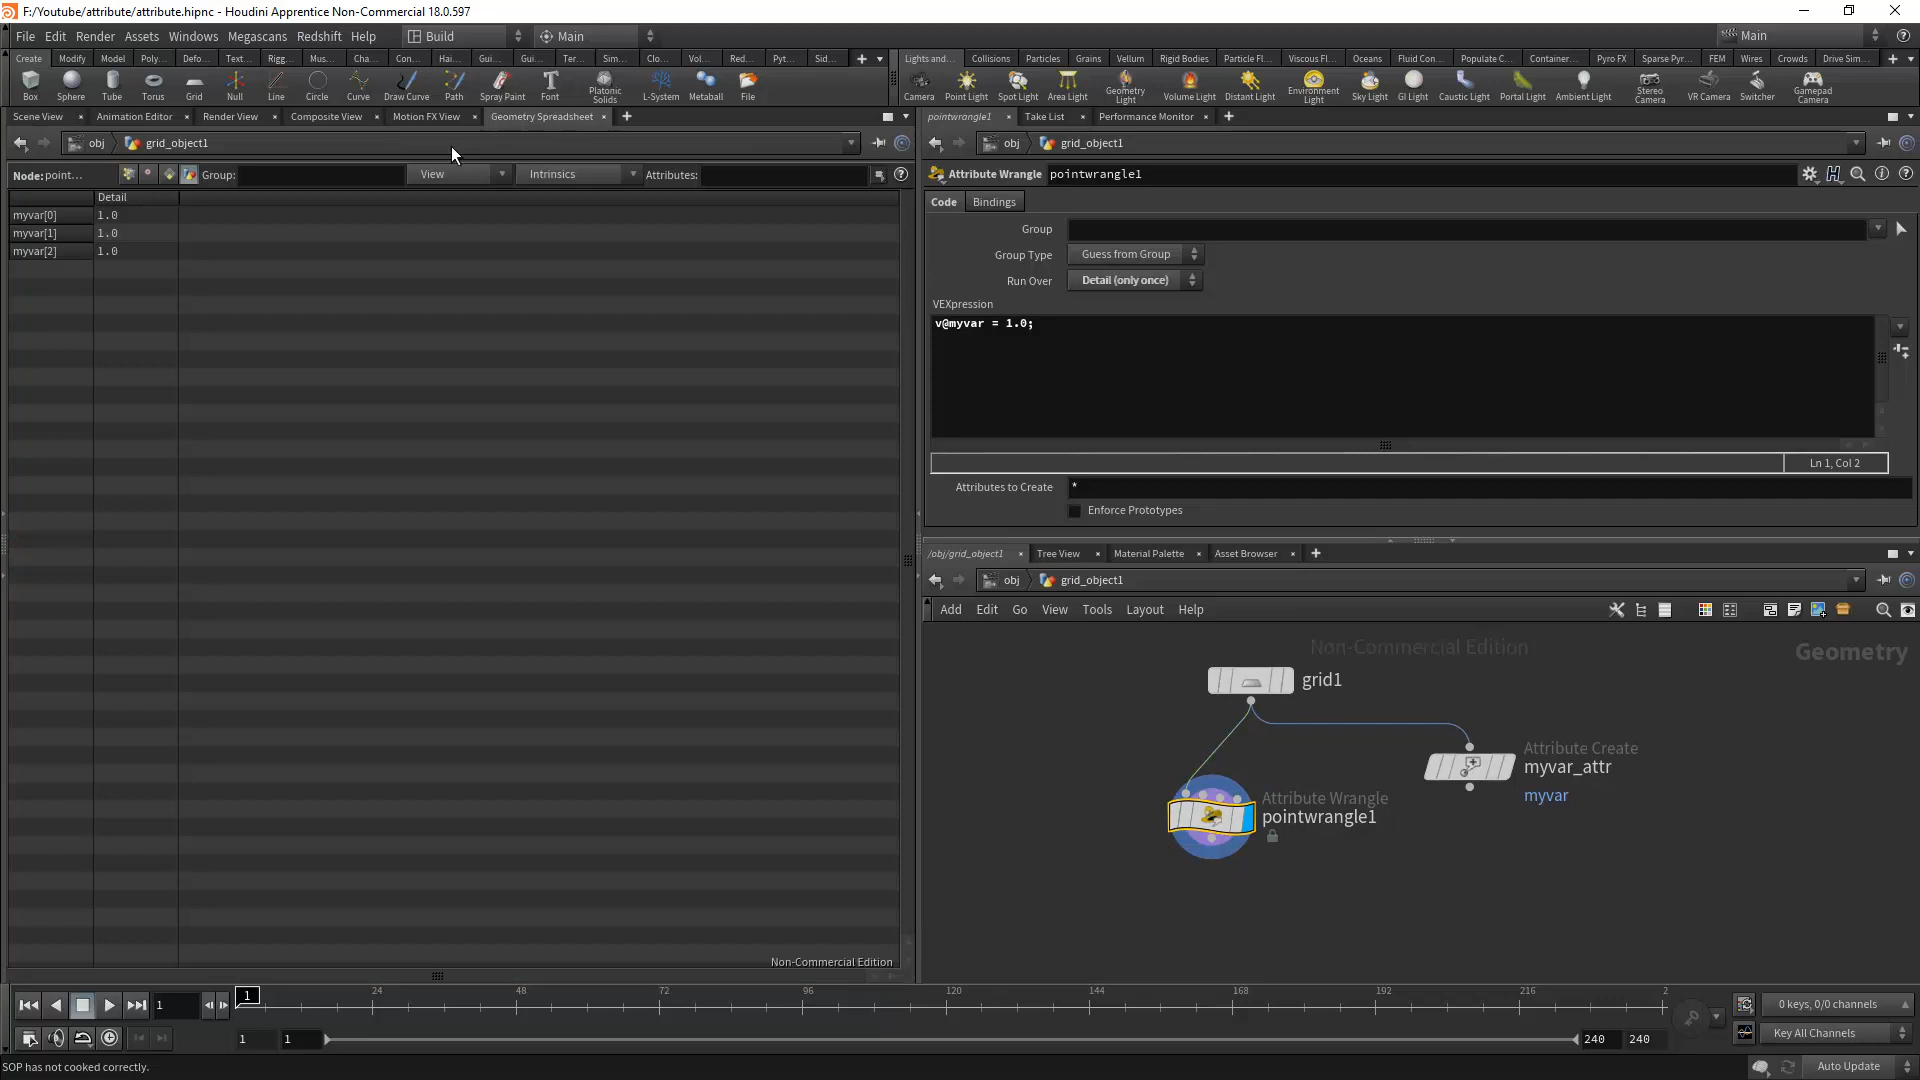 F:/Youtube/attribute/attribute.hipnc - Houdini Apprentice Non-Commercial 18.0.597
File Edit Render Assets Windows Megascans Redshift Help Build Main Main
Create Modify Model Poly... Defo... Text... Rigg... Mus... Cha... Con... Hai... Gui... Gui... Ter... Sim... Clo... Vol... Red... Pyt... Sid...
Lights and... Collisions Particles Grains Vellum Rigid Bodies Particle Fl... Viscous Fl... Oceans Fluid Con... Populate C... Container... Pyro FX Sparse Pyr... FEM Wires Crowds Drive Sim...
Box Sphere Tube Torus Grid Null Line Circle Curve Draw Curve Path Spray Paint Font Platonic Solids L-System Metaball File
Camera Point Light Spot Light Area Light Geometry Light Volume Light Distant Light Environment Light Sky Light GI Light Caustic Light Portal Light Ambient Light Stereo Camera VR Camera Switcher Gamepad Camera
Scene View Animation Editor Render View Composite View Motion FX View Geometry Spreadsheet
pointwrangle1 Take List Performance Monitor
obj grid_object1
obj grid_object1
Node: point... Group: View Intrinsics Attributes:
Attribute Wrangle pointwrangle1
Detail
myvar[0] 1.0
myvar[1] 1.0
myvar[2] 1.0
Code Bindings
Group
Group Type Guess from Group
Run Over Detail (only once)
VEXpression
v@myvar = 1.0;
Ln 1, Col 2
Attributes to Create *
Enforce Prototypes
/obj/grid_object1 Tree View Material Palette Asset Browser
obj grid_object1
Add Edit Go View Tools Layout Help
Non-Commercial Edition
Geometry
grid1
Attribute Create
myvar_attr
myvar
Attribute Wrangle
pointwrangle1
Non-Commercial Edition
1 1 24 48 72 96 120 144 168 192 216 2
0 keys, 0/0 channels
1 1 240 240
Key All Channels
SOP has not cooked correctly.
Auto Update